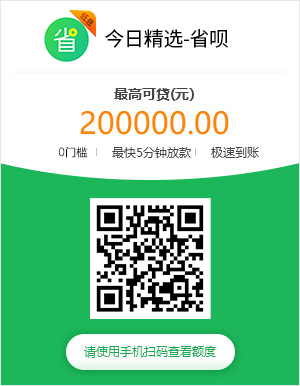 省
低息
今日精选-省呗
最高可贷(元)
200000.00
0门槛 最快5分钟放款 极速到账
请使用手机扫码查看额度